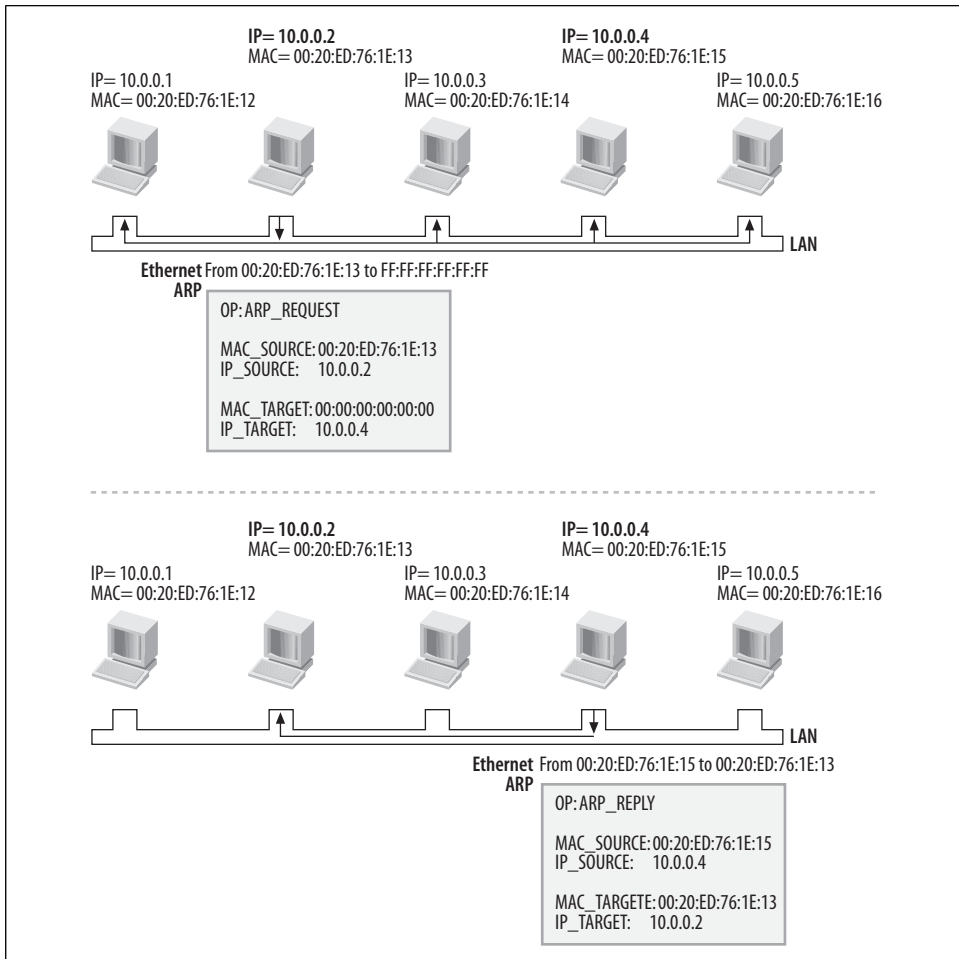 IP= 10.0.0.2
MAC= 00:20:ED:76:1E:13
IP= 10.0.0.4
MAC= 00:20:ED:76:1E:15
IP= 10.0.0.1
MAC= 00:20:ED:76:1E:12
IP= 10.0.0.3
MAC= 00:20:ED:76:1E:14
IP= 10.0.0.5
MAC= 00:20:ED:76:1E:16
LAN
Ethernet From 00:20:ED:76:1E:13 to FF:FF:FF:FF:FF:FF
ARP
OP: ARP_REQUEST
MAC_SOURCE: 00:20:ED:76:1E:13
IP_SOURCE: 10.0.0.2
MAC_TARGET: 00:00:00:00:00:00
IP_TARGET: 10.0.0.4
IP= 10.0.0.2
MAC= 00:20:ED:76:1E:13
IP= 10.0.0.4
MAC= 00:20:ED:76:1E:15
IP= 10.0.0.1
MAC= 00:20:ED:76:1E:12
IP= 10.0.0.3
MAC= 00:20:ED:76:1E:14
IP= 10.0.0.5
MAC= 00:20:ED:76:1E:16
LAN
Ethernet From 00:20:ED:76:1E:15 to 00:20:ED:76:1E:13
ARP
OP: ARP_REPLY
MAC_SOURCE: 00:20:ED:76:1E:15
IP_SOURCE: 10.0.0.4
MAC_TARGETE: 00:20:ED:76:1E:13
IP_TARGET: 10.0.0.2